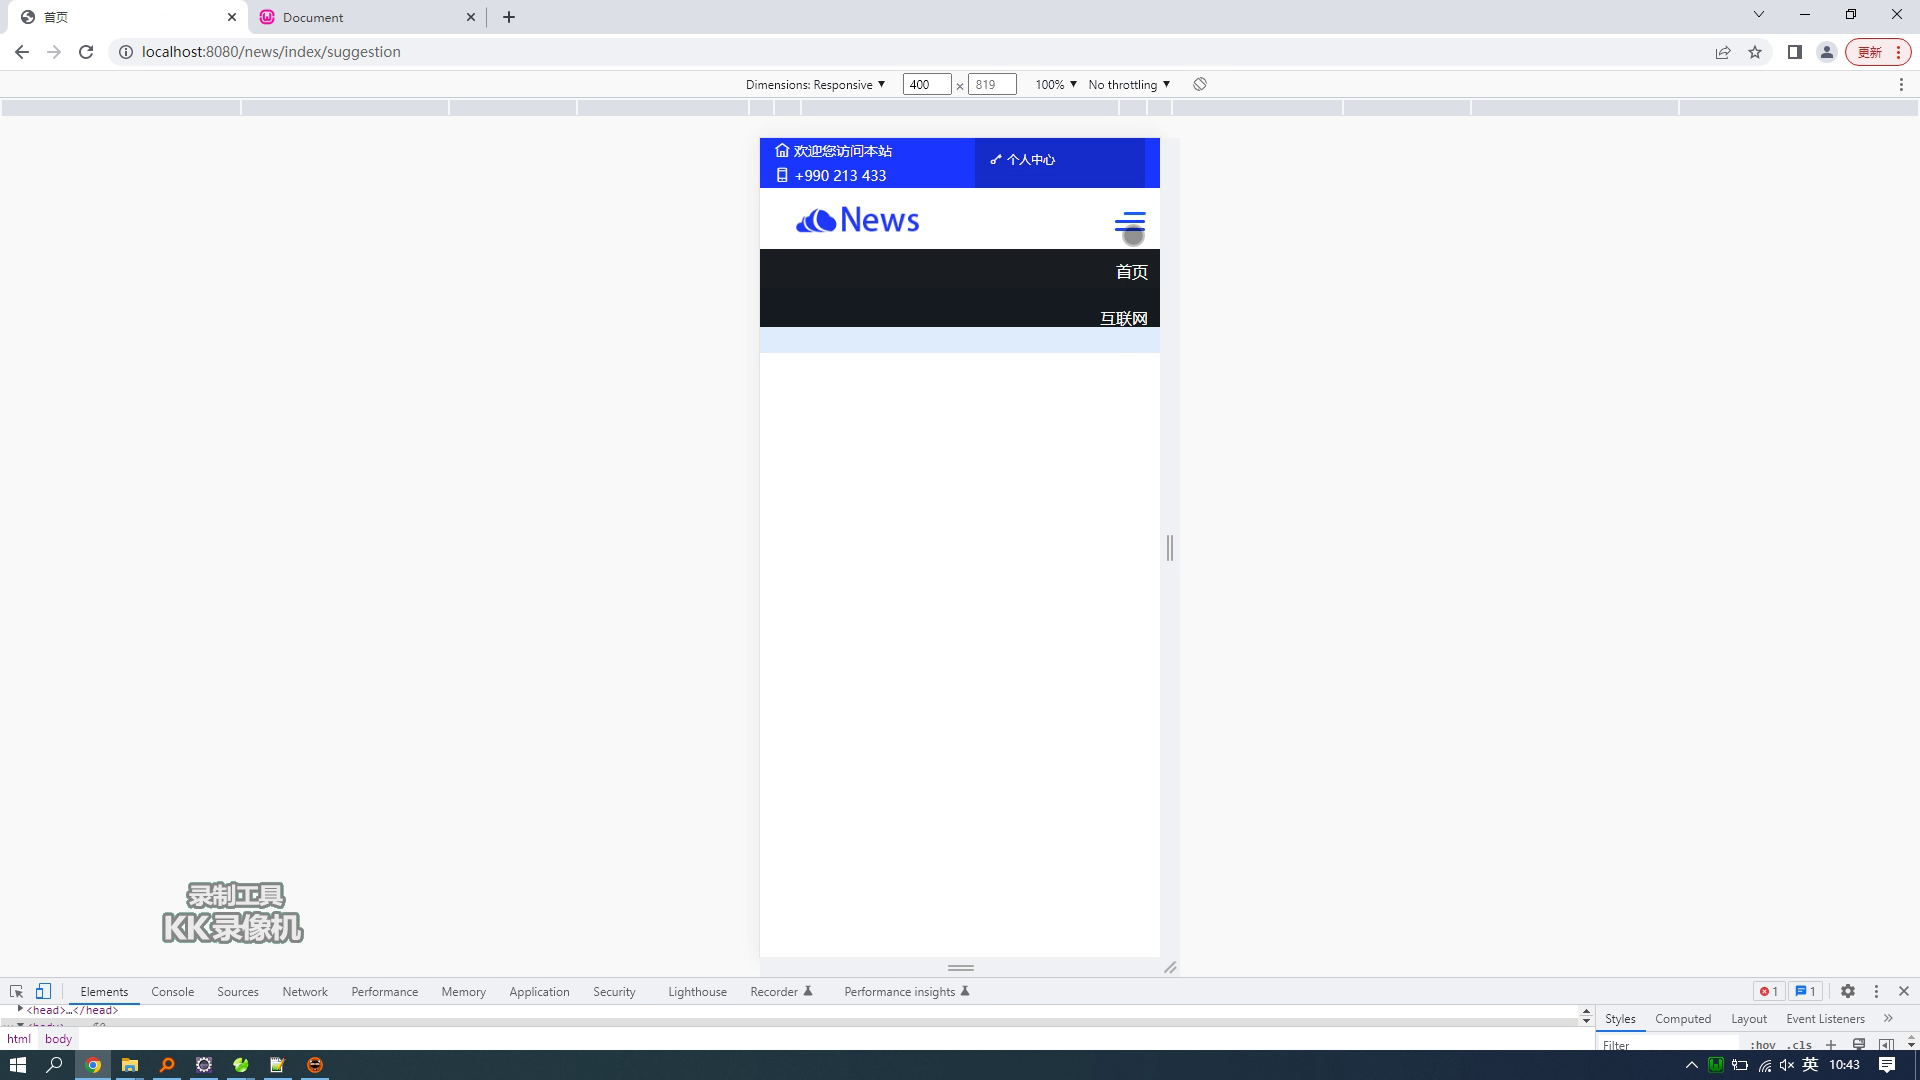 首页
Document
localhost:8080/news/index/suggestion
更新
Dimensions: Responsive
400 × 819
100%
No throttling
欢迎您访问本站
+990 213 433
个人中心
News
首页
互联网
录制工具
KK录像机
Elements
Console
Sources
Network
Performance
Memory
Application
Security
Lighthouse
Recorder
Performance insights
1
1
<head>…</head>
Styles
Computed
Layout
Event Listeners
html
body
Filter
:hov
.cls
英
10:43